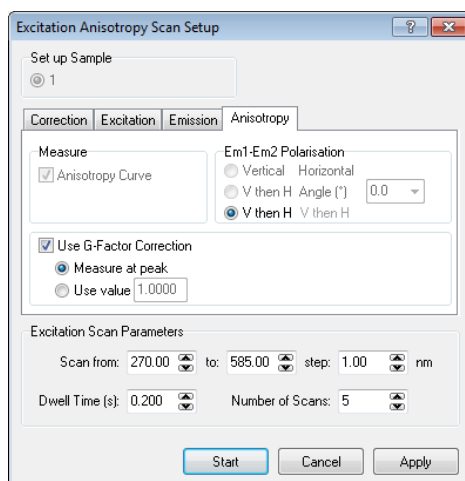 Excitation Anisotropy Scan Setup
Set up Sample
1
Correction Excitation Emission Anisotropy
Measure
Anisotropy Curve
Em1-Em2 Polarisation
Vertical Horizontal
V then H Angle (°) 0.0
V then H V then H
Use G-Factor Correction
Measure at peak
Use value 1.0000
Excitation Scan Parameters
Scan from: 270.00 to: 585.00 step: 1.00 nm
Dwell Time (s): 0.200 Number of Scans: 5
Start Cancel Apply